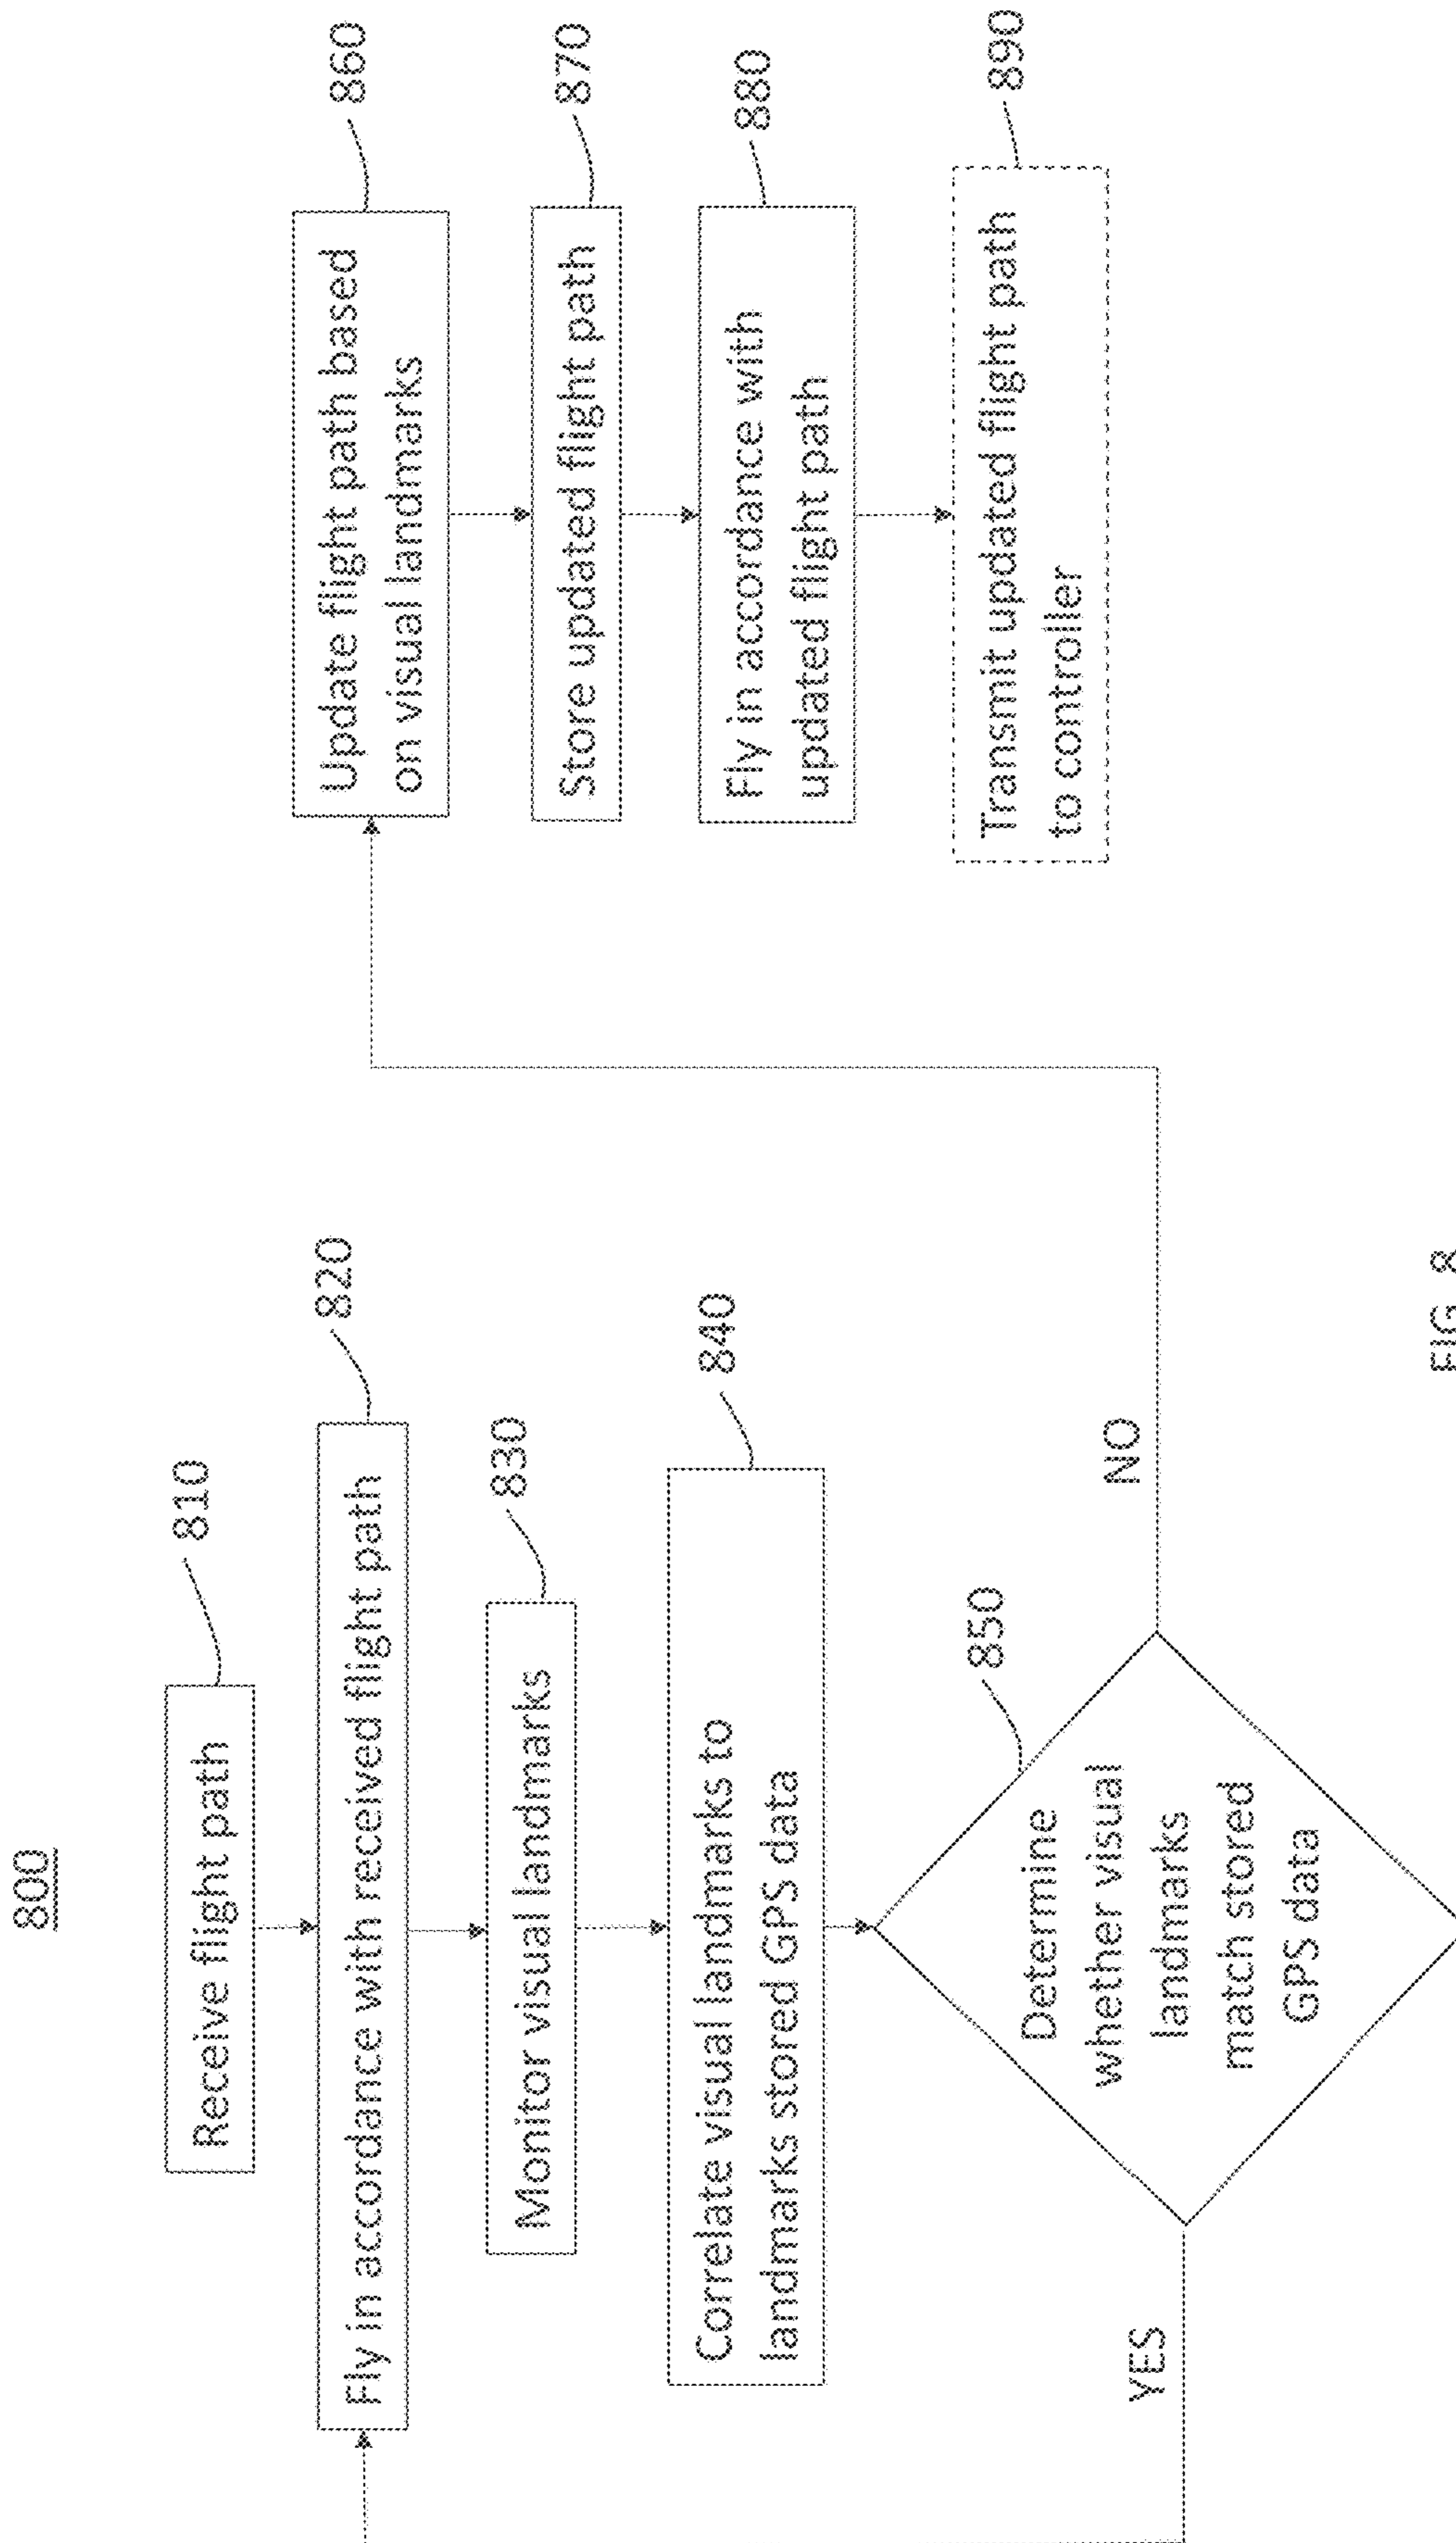 800
Receive flight path
810
Fly in accordance with received flight path
820
Monitor visual landmarks
830
Correlate visual landmarks to
landmarks stored GPS data
840
Determine
whether visual
landmarks
match stored
GPS data
850
YES
NO
Update flight path based
on visual landmarks
860
Store updated flight path
870
Fly in accordance with
updated flight path
880
Transmit updated flight path
to controller
890
FIG. 8